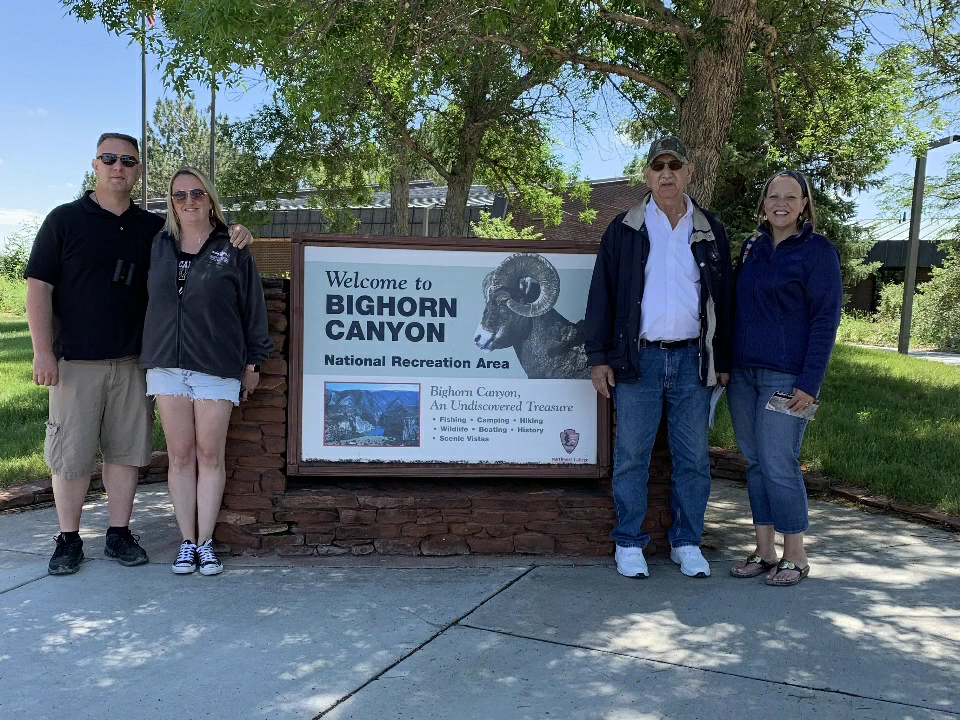 Welcome to
BIGHORN
CANYON
National Recreation Area
Bighorn Canyon,
An Undiscovered Treasure
• Fishing • Camping • Hiking
• Wildlife • Boating • History
• Scenic Vistas